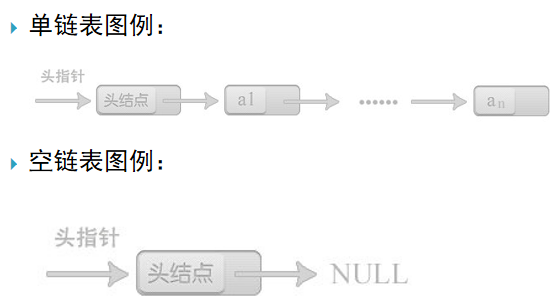 单链表图例：
头指针
头结点 a1 …… an
空链表图例：
头指针
头结点 NULL